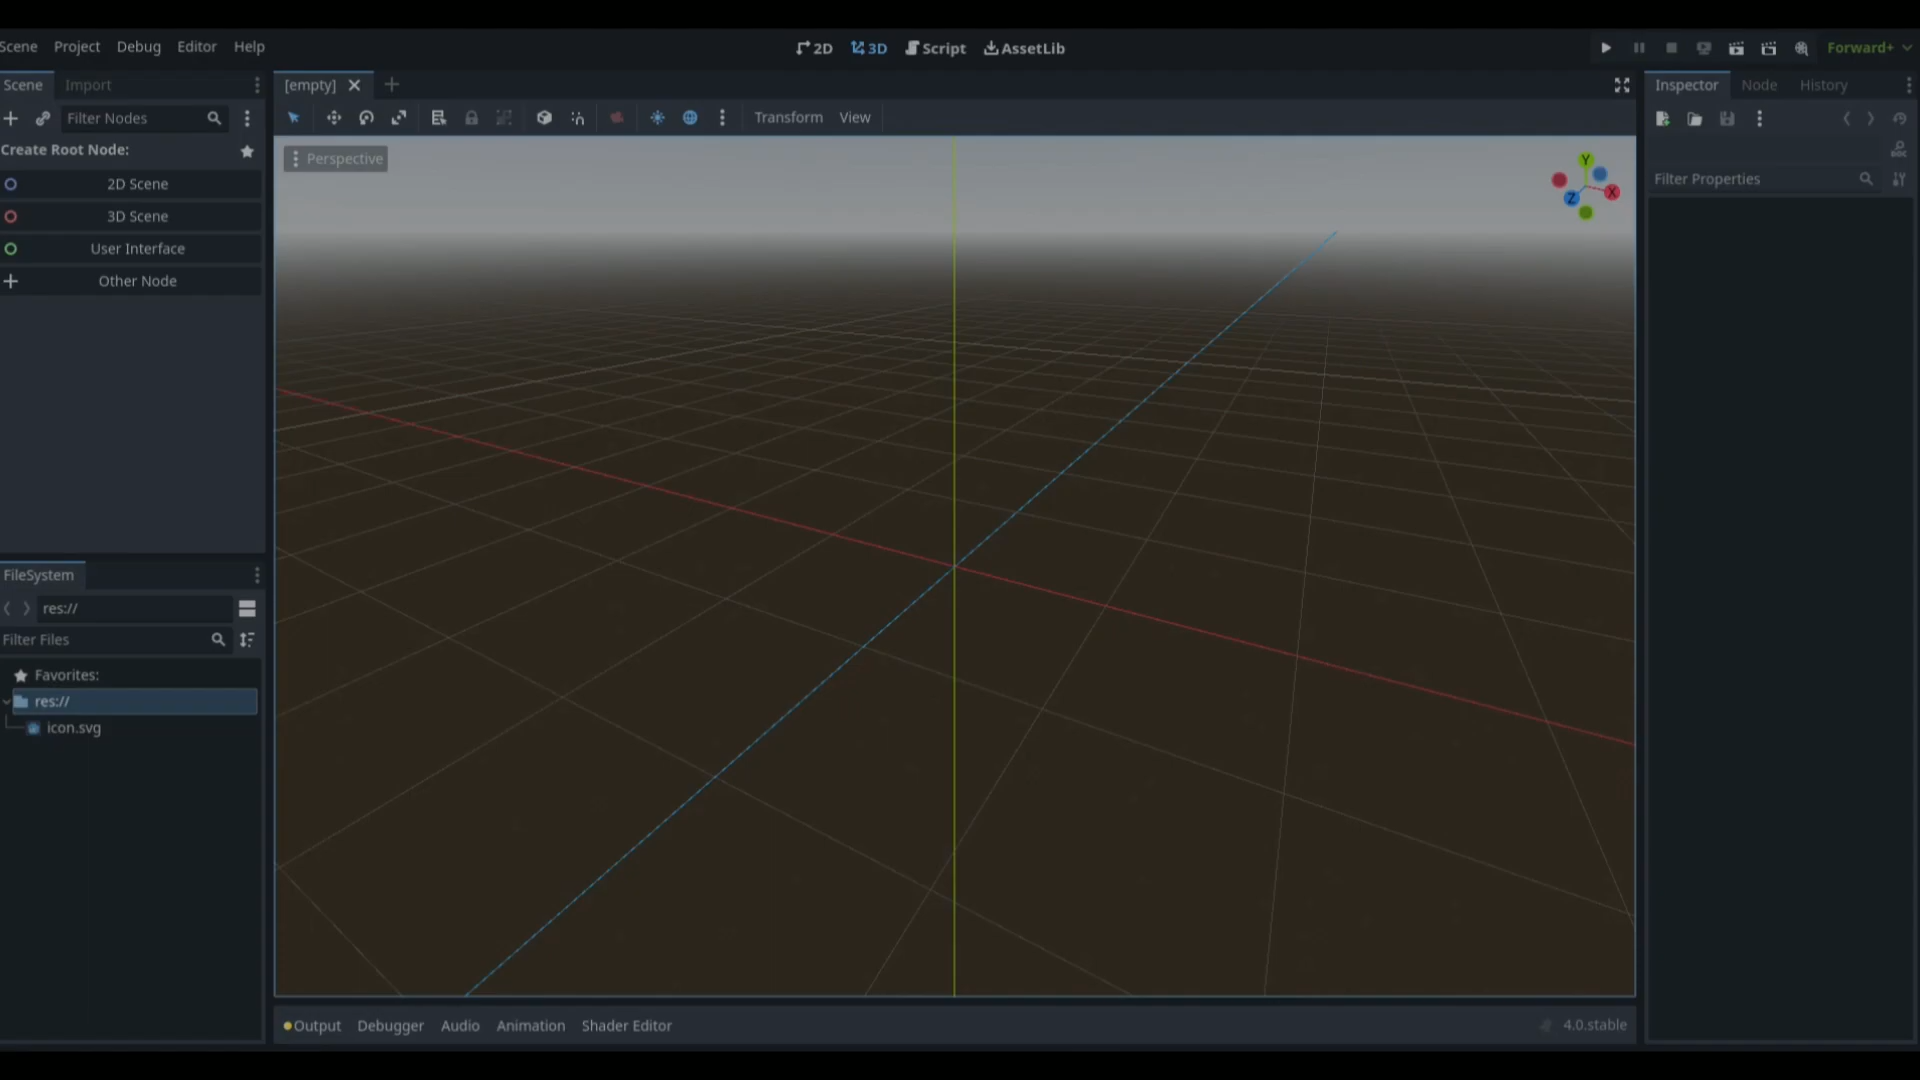 Scene Project Debug Editor Help
2D 3D Script AssetLib
Forward+
Scene Import
Filter Nodes
Create Root Node:
2D Scene
3D Scene
User Interface
Other Node
FileSystem
res://
Filter Files
Favorites:
res://
icon.svg
[empty]
Transform View
Perspective
Y
X
Z
Output Debugger Audio Animation Shader Editor
4.0.stable
Inspector Node History
DOC
Filter Properties